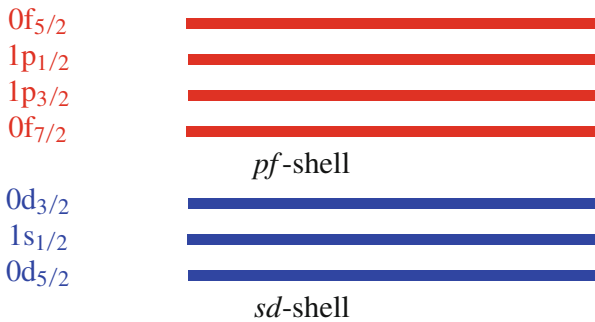 0f5/2
1p1/2
1p3/2
0f7/2
pf-shell
0d3/2
1s1/2
0d5/2
sd-shell